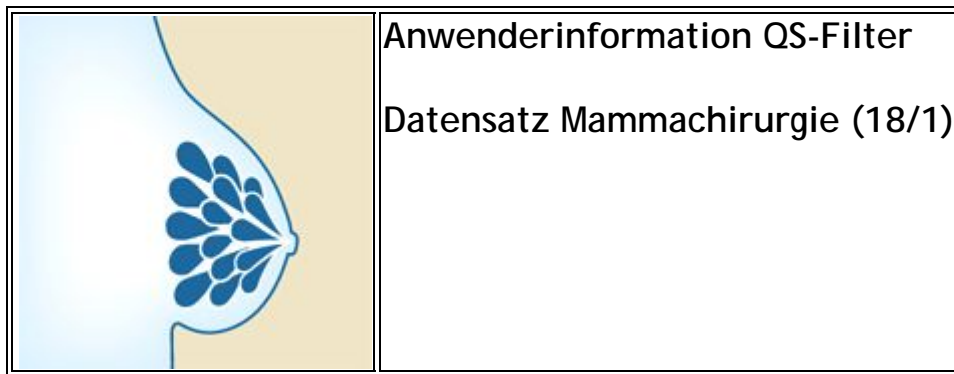 Anwenderinformation QS-Filter
Datensatz Mammachirurgie (18/1)